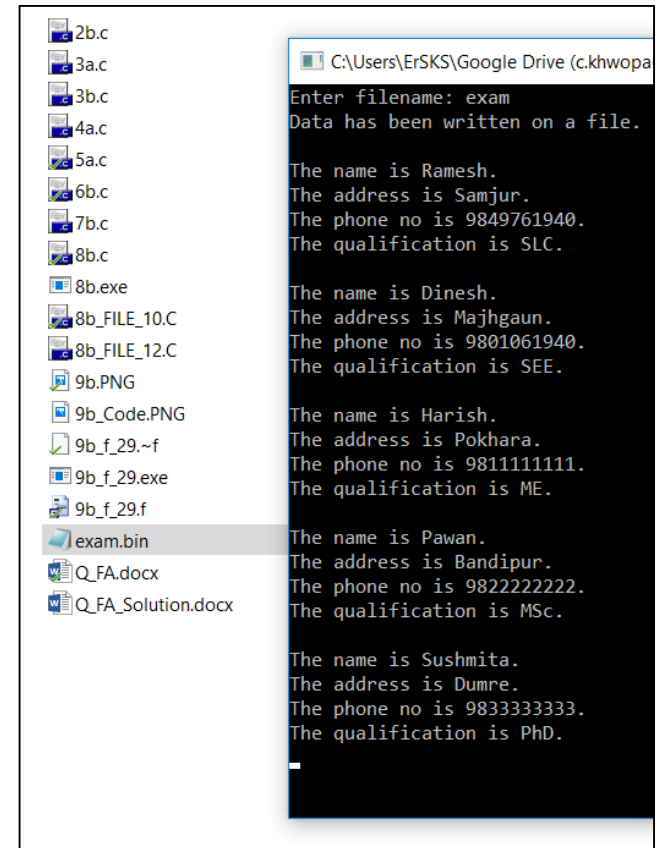 2b.c
3a.c
3b.c
4a.c
5a.c
6b.c
7b.c
8b.c
8b.exe
8b_FILE_10.C
8b_FILE_12.C
9b.PNG
9b_Code.PNG
9b_f_29.~f
9b_f_29.exe
9b_f_29.f
exam.bin
Q_FA.docx
Q_FA_Solution.docx
C:\Users\ErSKS\Google Drive (c.khwopa
Enter filename: exam
Data has been written on a file.
The name is Ramesh.
The address is Samjur.
The phone no is 9849761940.
The qualification is SLC.
The name is Dinesh.
The address is Majhgaun.
The phone no is 9801061940.
The qualification is SEE.
The name is Harish.
The address is Pokhara.
The phone no is 9811111111.
The qualification is ME.
The name is Pawan.
The address is Bandipur.
The phone no is 9822222222.
The qualification is MSc.
The name is Sushmita.
The address is Dumre.
The phone no is 9833333333.
The qualification is PhD.